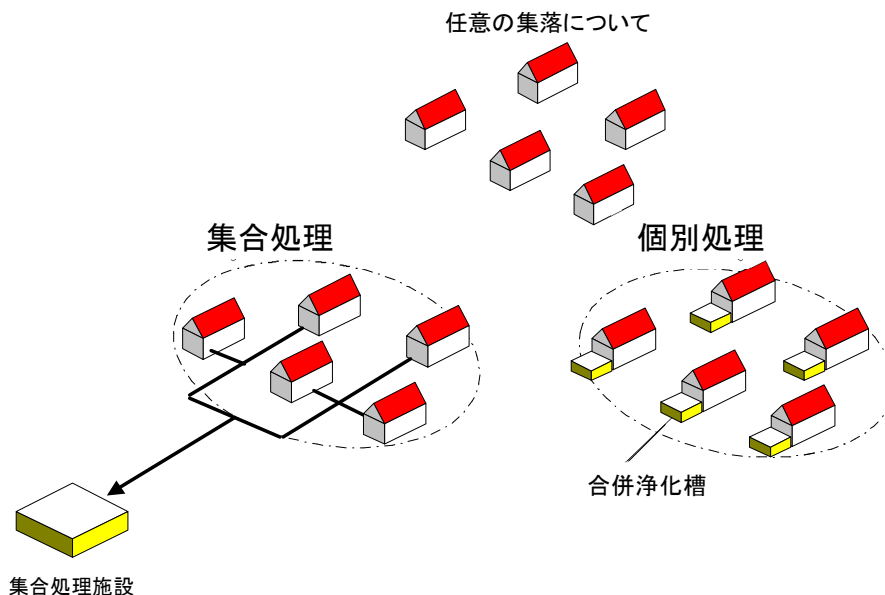 任意の集落について
集合処理
個別処理
合併浄化槽
集合処理施設